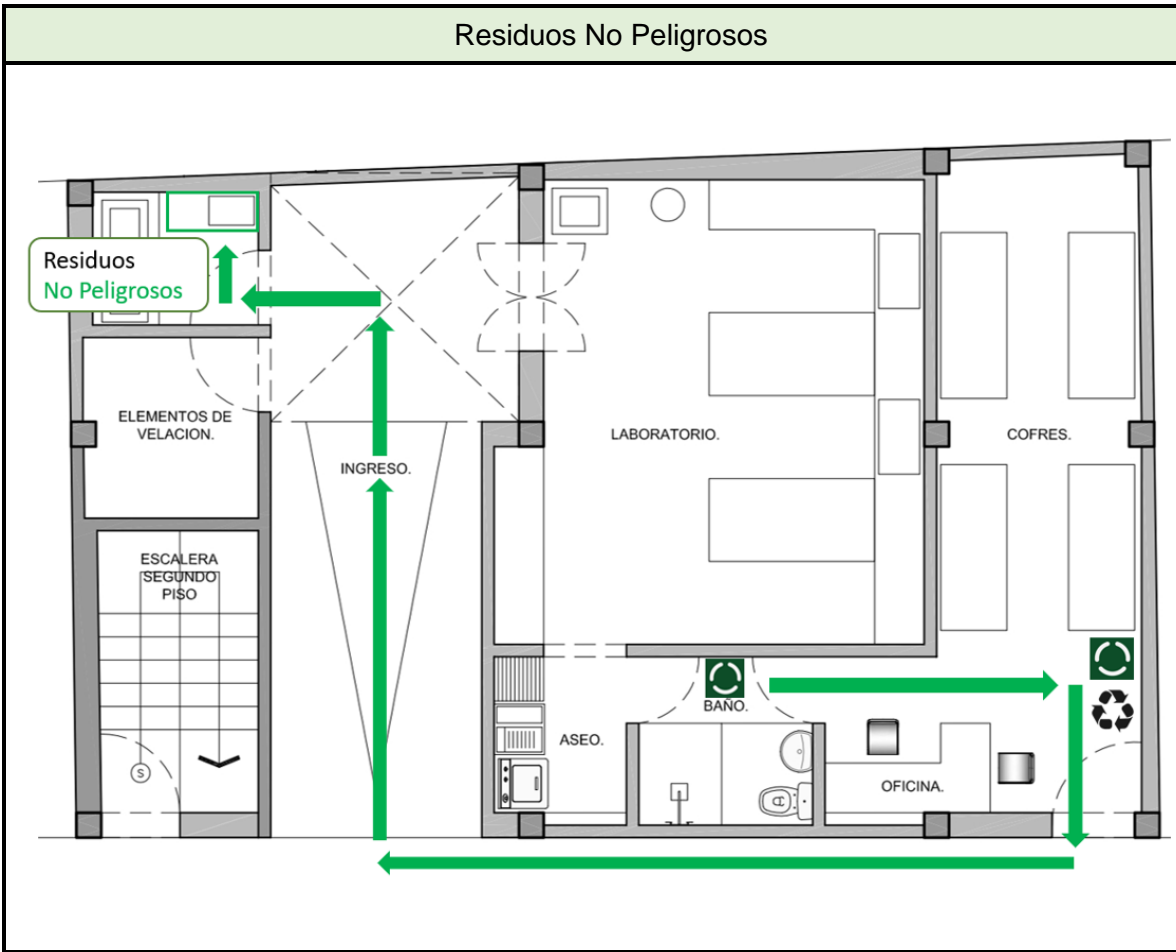 Residuos No Peligrosos
Residuos
No Peligrosos
ELEMENTOS DE
VELACION.
INGRESO.
LABORATORIO.
COFRES.
ESCALERA
SEGUNDO
PISO
S
ASEO.
BAÑO.
OFICINA.